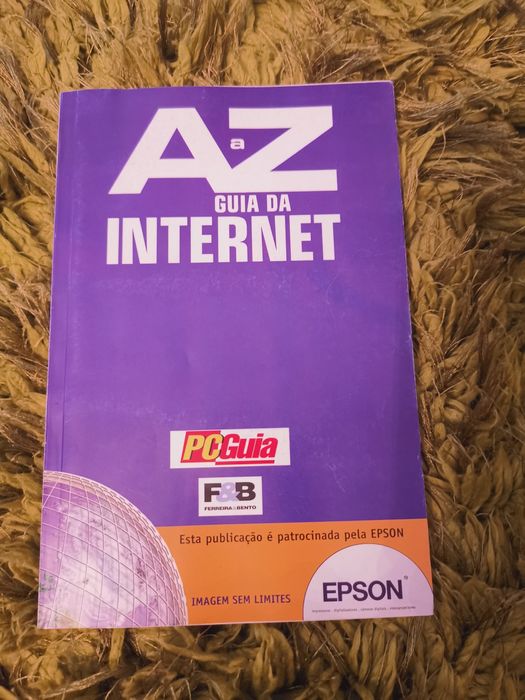 A a Z
GUIA DA
INTERNET
PCGuia
F&B
FERREIRA&BENTO
Esta publicação é patrocinada pela EPSON
IMAGEM SEM LIMITES
EPSON®